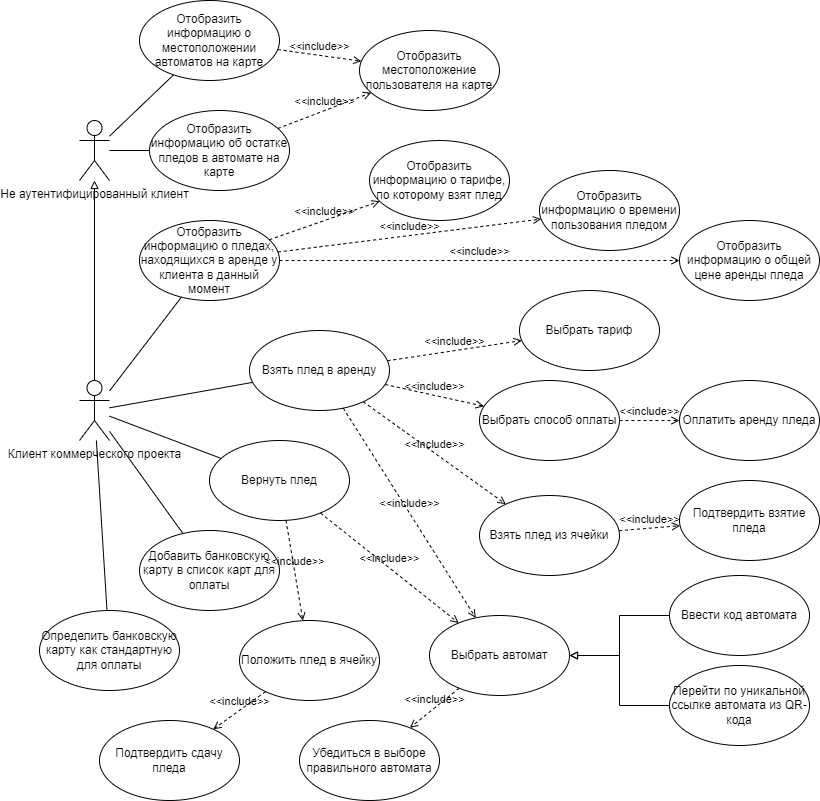 Отобразить
информацию о
местоположении
автоматов на карте
<<include>>
Отобразить
местоположение
пользователя на карте
<<include>>
Отобразить
информацию об остатке
пледов в автомате на
карте
Не аутентифицированный клиент
Отобразить
информацию о тарифе,
по которому взят плед
<<include>>
Отобразить
информацию о времени
пользования пледом
<<include>>
Отобразить
информацию о пледах,
находящихся в аренде у
клиента в данный
момент
<<include>>
Отобразить
информацию о общей
цене аренды пледа
Выбрать тариф
<<include>>
Взять плед в аренду
<<include>>
Выбрать способ оплаты
<<include>>
Оплатить аренду пледа
Клиент коммерческого проекта
<<include>>
Вернуть плед
<<include>>
Взять плед из ячейки
<<include>>
Подтвердить взятие
пледа
Добавить банковскую
карту в список карт для
оплаты
<<include>>
<<include>>
Ввести код автомата
Определить банковскую
карту как стандартную
для оплаты
Положить плед в ячейку
Выбрать автомат
Перейти по уникальной
ссылке автомата из QR-
кода
<<include>>
<<include>>
Подтвердить сдачу
пледа
Убедиться в выборе
правильного автомата